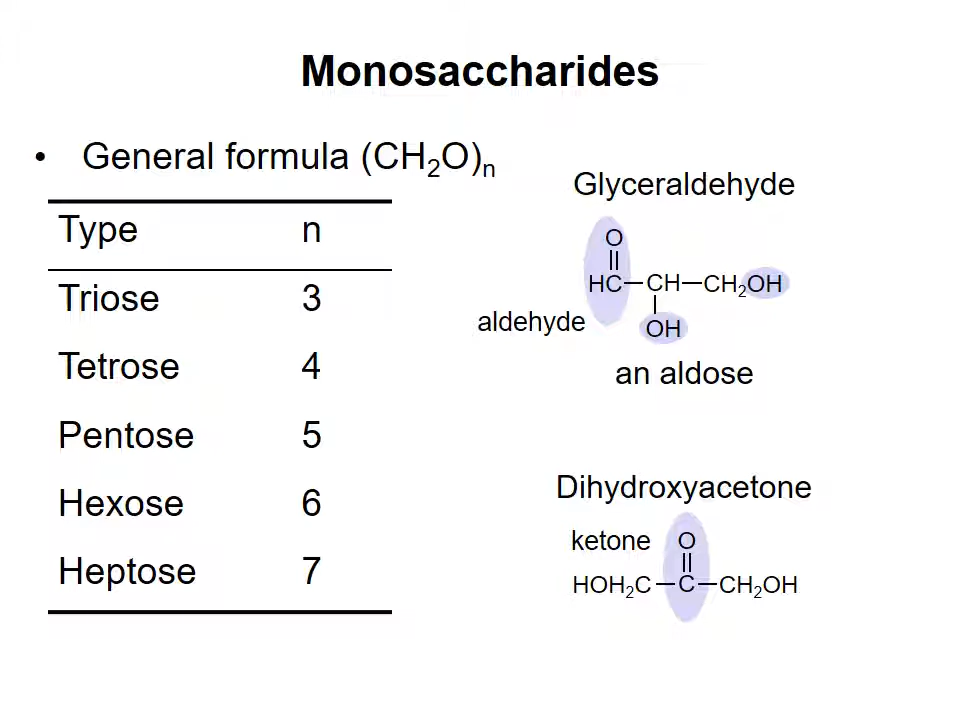 Monosaccharides
• General formula (CH₂O)ₙ
Type n
Triose 3
Tetrose 4
Pentose 5
Hexose 6
Heptose 7
Glyceraldehyde
O
HC—CH—CH₂OH
OH
aldehyde
an aldose
Dihydroxyacetone
ketone
O
HOH₂C—C—CH₂OH